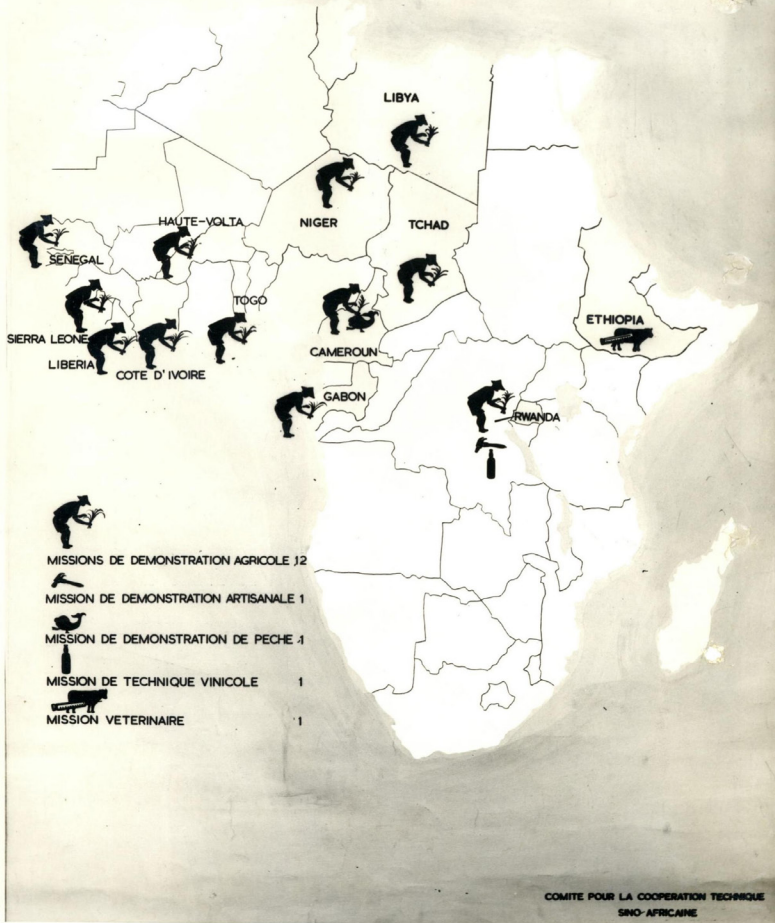 LIBYA
HAUTE-VOLTA
NIGER
TCHAD
SENEGAL
TOGO
SIERRA LEONE
ETHIOPIA
LIBERIA
COTE D'IVOIRE
CAMEROUN
GABON
RWANDA
MISSIONS DE DEMONSTRATION AGRICOLE 12
MISSION DE DEMONSTRATION ARTISANALE 1
MISSION DE DEMONSTRATION DE PECHE 1
MISSION DE TECHNIQUE VINICOLE 1
MISSION VETERINAIRE 1
COMITE POUR LA COOPERATION TECHNIQUE
SINO-AFRICAINE